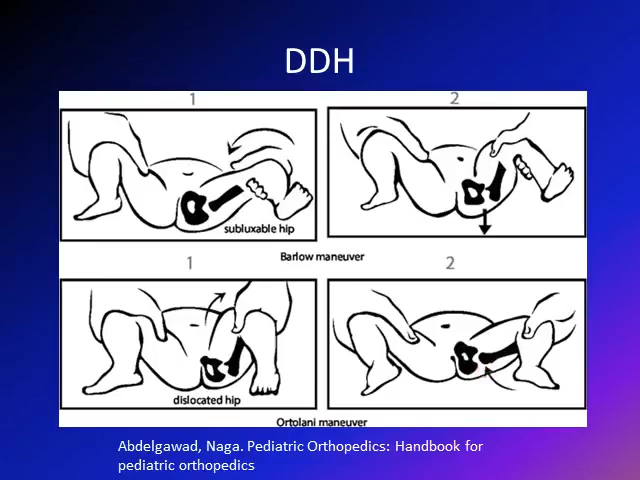 DDH
1
2
subluxable hip
Barlow maneuver
1
2
dislocated hip
Ortolani maneuver
Abdelgawad, Naga. Pediatric Orthopedics: Handbook for
pediatric orthopedics